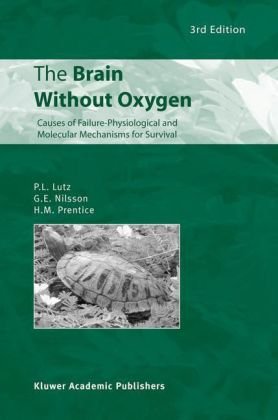 3rd Edition
The Brain
Without Oxygen
Causes of Failure-Physiological and
Molecular Mechanisms for Survival
P.L. Lutz
G.E. Nilsson
H.M. Prentice
Kluwer Academic Publishers